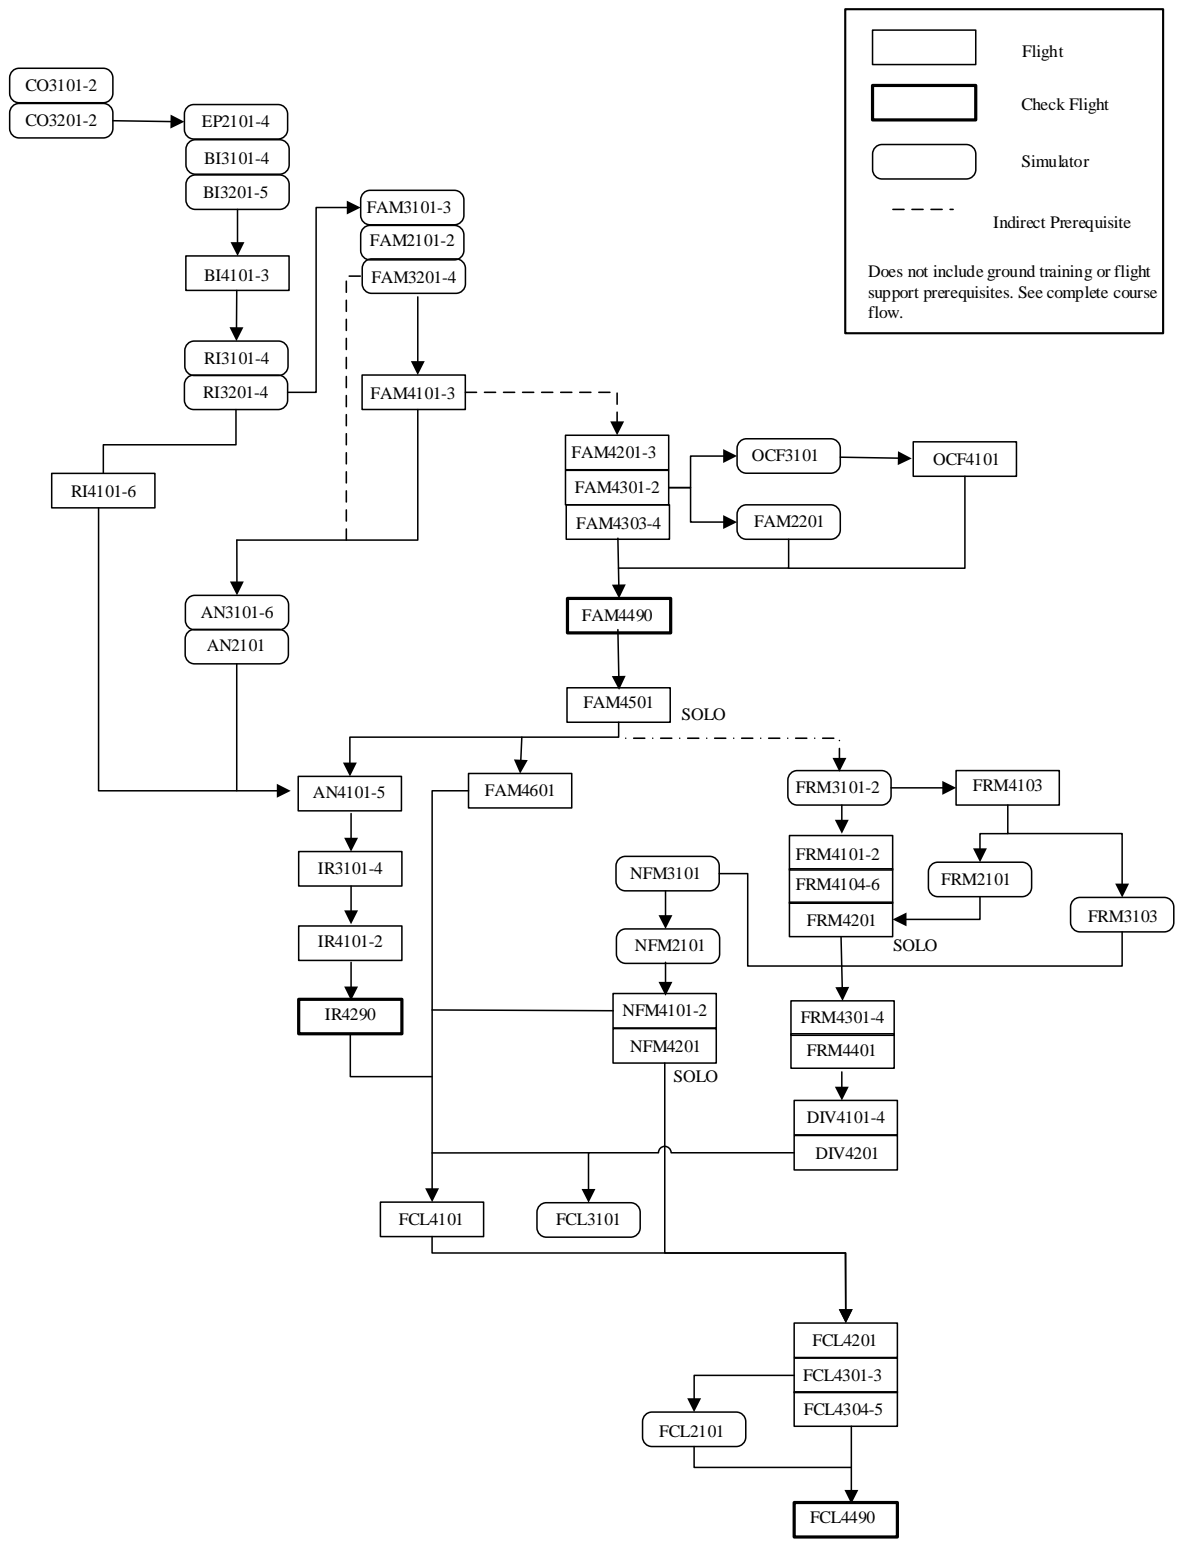 Flight
Check Flight
Simulator
Indirect Prerequisite
Does not include ground training or flight
support prerequisites. See complete course
flow.
CO3101-2
CO3201-2
EP2101-4
BI3101-4
BI3201-5
BI4101-3
RI3101-4
RI3201-4
RI4101-6
FAM3101-3
FAM2101-2
FAM3201-4
FAM4101-3
FAM4201-3
FAM4301-2
FAM4303-4
OCF3101
OCF4101
FAM2201
FAM4490
FAM4501
SOLO
AN3101-6
AN2101
AN4101-5
FAM4601
IR3101-4
IR4101-2
IR4290
FRM3101-2
FRM4103
FRM4101-2
FRM4104-6
FRM4201
SOLO
FRM2101
FRM3103
NFM3101
NFM2101
NFM4101-2
NFM4201
SOLO
FRM4301-4
FRM4401
DIV4101-4
DIV4201
FCL4101
FCL3101
FCL4201
FCL4301-3
FCL4304-5
FCL2101
FCL4490